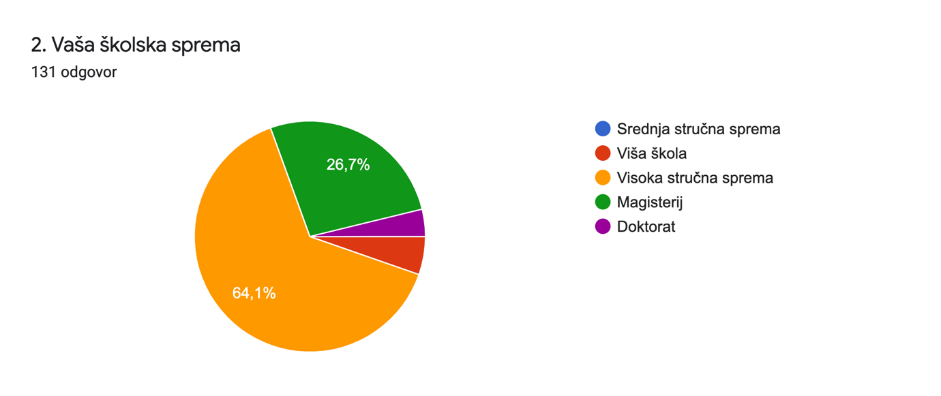 2. Vaša školska sprema
131 odgovor
26,7%
64,1%
Srednja stručna sprema
Viša škola
Visoka stručna sprema
Magisterij
Doktorat